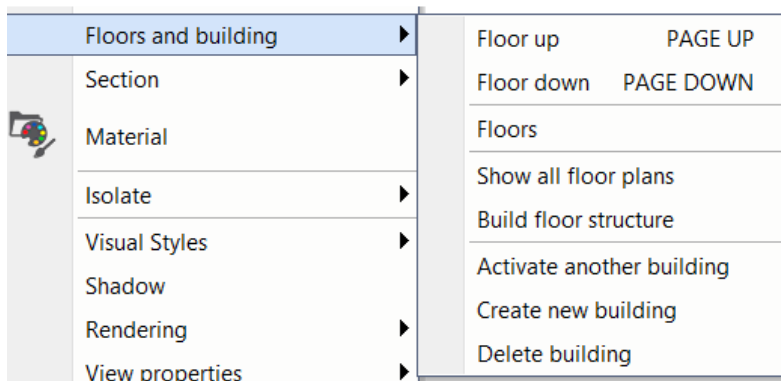 Floors and building
Section
Material
Isolate
Visual Styles
Shadow
Rendering
View properties
Floor up PAGE UP
Floor down PAGE DOWN
Floors
Show all floor plans
Build floor structure
Activate another building
Create new building
Delete building